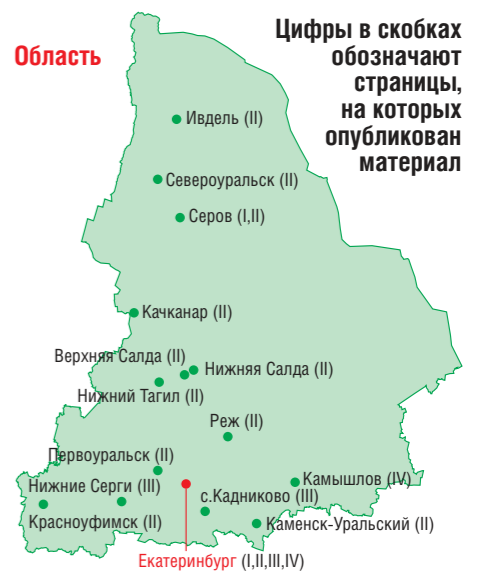 Область
Цифры в скобках
обозначают
страницы,
на которых
опубликован
материал
Ивдель (II)
Североуральск (II)
Серов (I,II)
Качканар (II)
Верхняя Салда (II)
Нижняя Салда (II)
Нижний Тагил (II)
Реж (II)
Первоуральск (II)
Камышлов (IV)
Нижние Серги (III)
с.Кадниково (III)
Красноуфимск (II)
Каменск-Уральский (II)
Екатеринбург (I,II,III,IV)